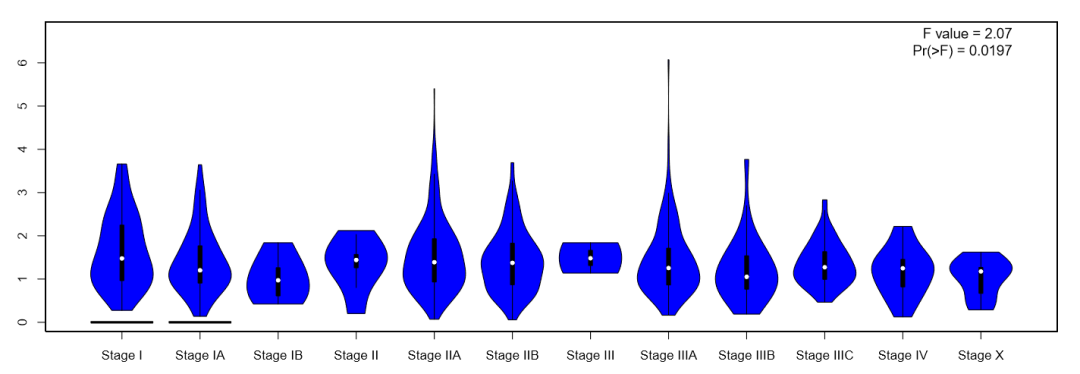 F value = 2.07
Pr(>F) = 0.0197
6
5
4
3
2
1
0
Stage I Stage IA Stage IB Stage II Stage IIA Stage IIB Stage III Stage IIIA Stage IIIB Stage IIIC Stage IV Stage X